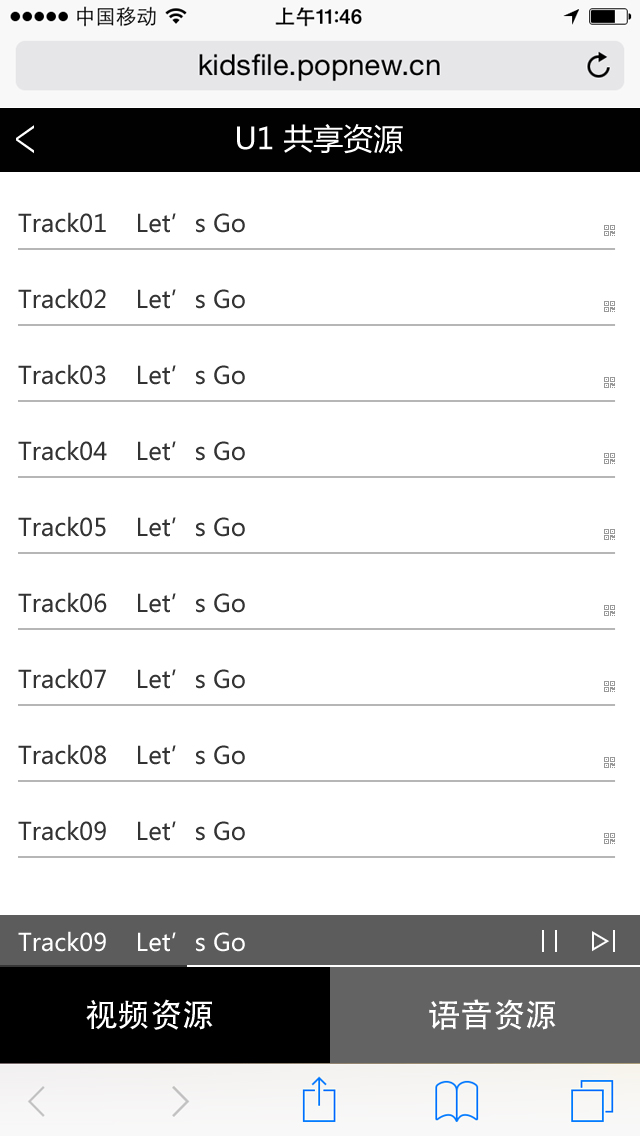 中国移动 上午11:46
kidsfile.popnew.cn
U1 共享资源
Track01 Let’ s Go
Track02 Let’ s Go
Track03 Let’ s Go
Track04 Let’ s Go
Track05 Let’ s Go
Track06 Let’ s Go
Track07 Let’ s Go
Track08 Let’ s Go
Track09 Let’ s Go
Track09 Let’ s Go
视频资源 语音资源